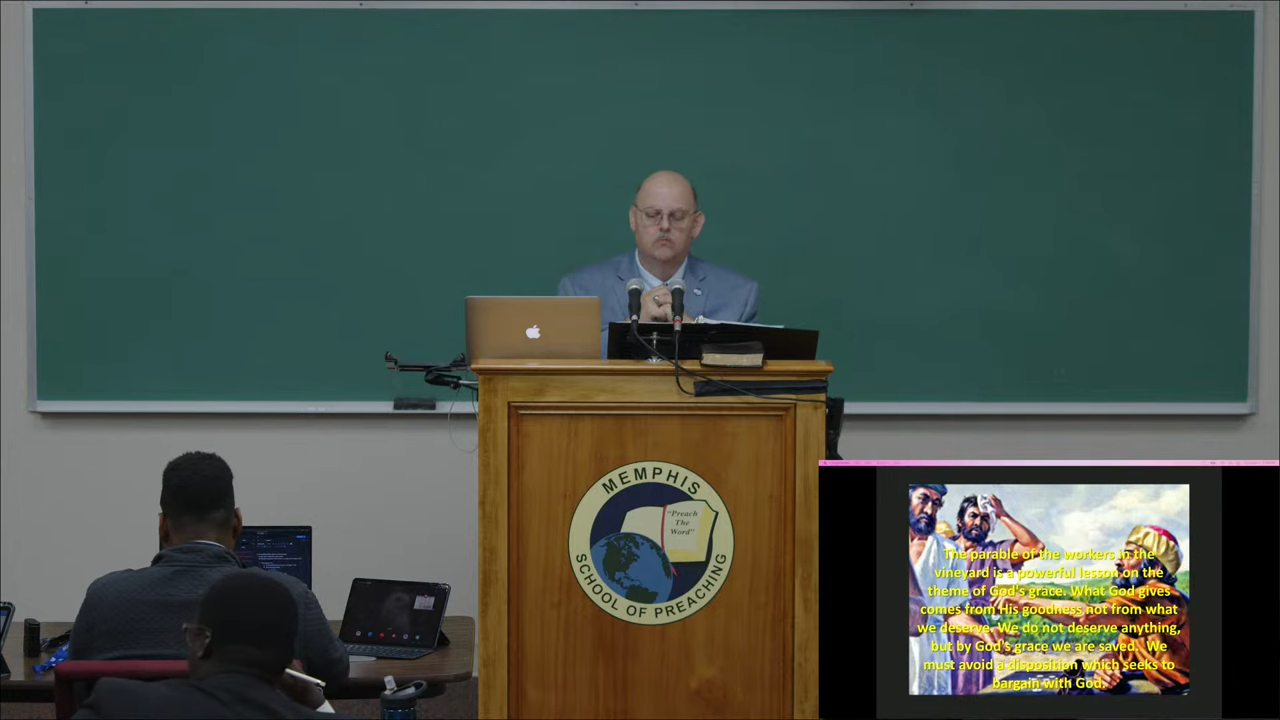 MEMPHIS
"Preach
The
Word"
SCHOOL OF PREACHING
The parable of the workers in the
vineyard is a powerful lesson on the
theme of God's grace. What God gives
comes from His goodness not from what
we deserve. We do not deserve anything,
but by God's grace we are saved. We
must avoid a disposition which seeks to
bargain with God.